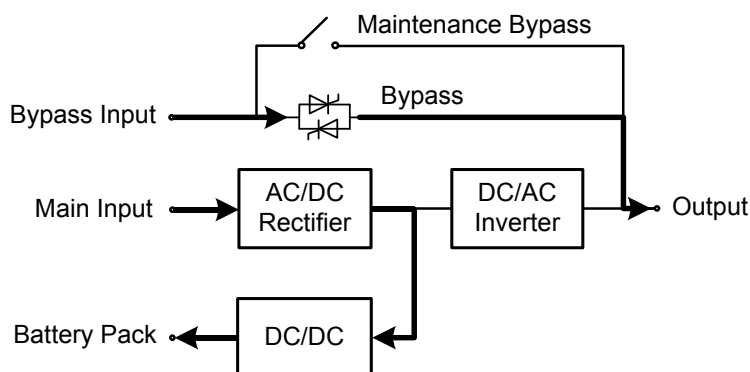 Maintenance Bypass
Bypass Input
Bypass
Main Input
AC/DC
Rectifier
DC/AC
Inverter
Output
Battery Pack
DC/DC